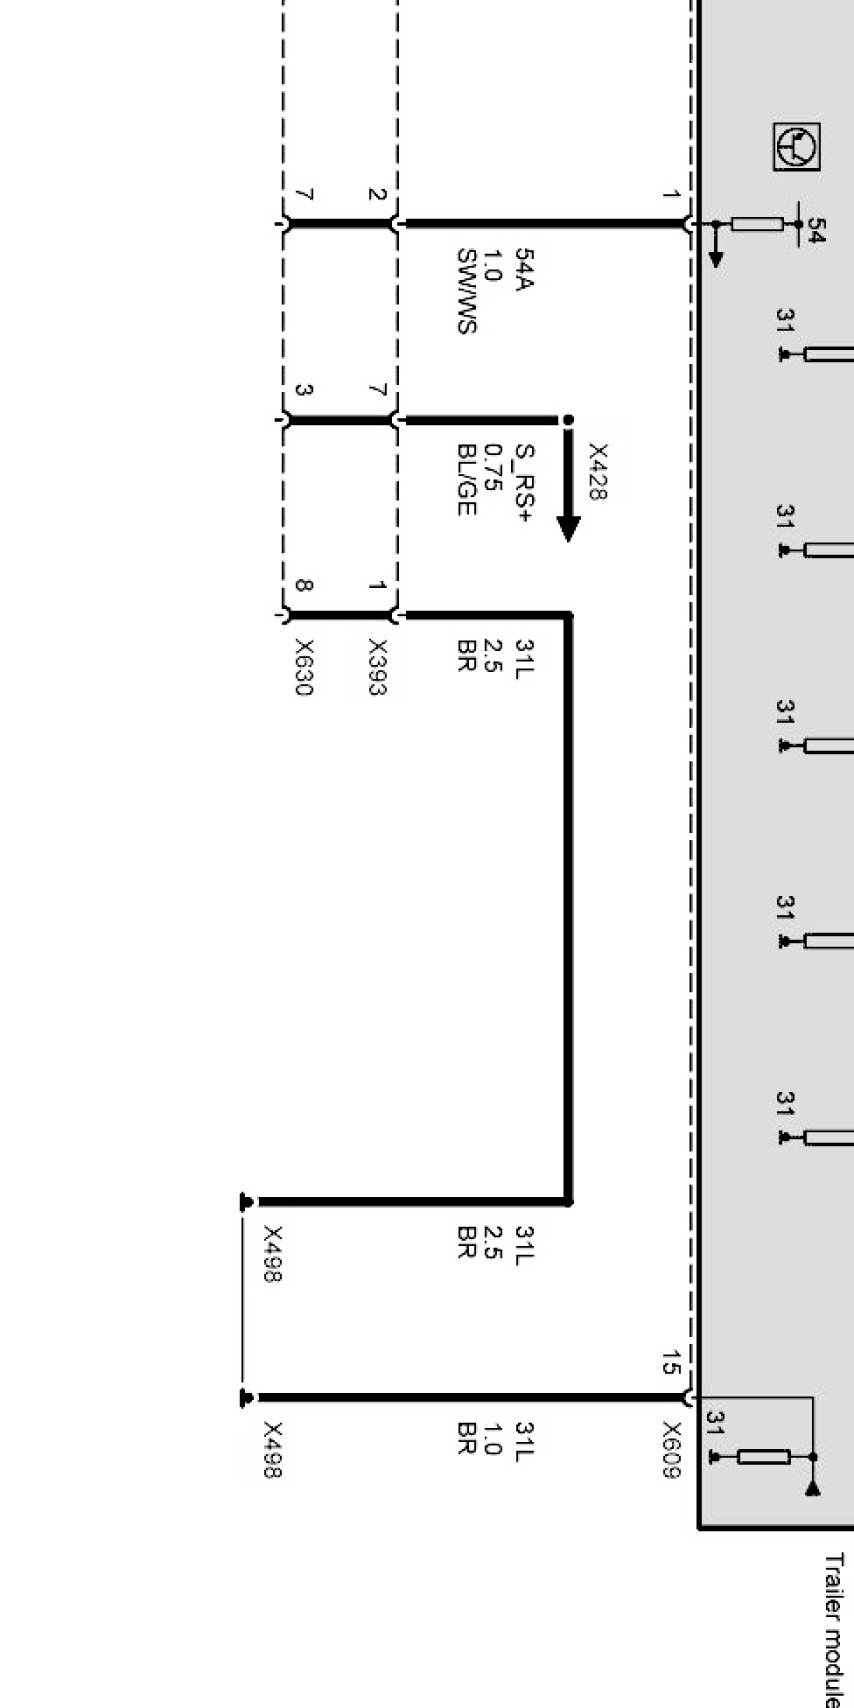 54
1
2
7
54A
1.0
SW/WS
31
7
3
X428
S_RS+
0.75
BL/GE
31
1
8
31L
2.5
BR
X393
X630
31
31
31
31L
2.5
BR
X498
15
31
X609
31L
1.0
BR
X498
Trailer module